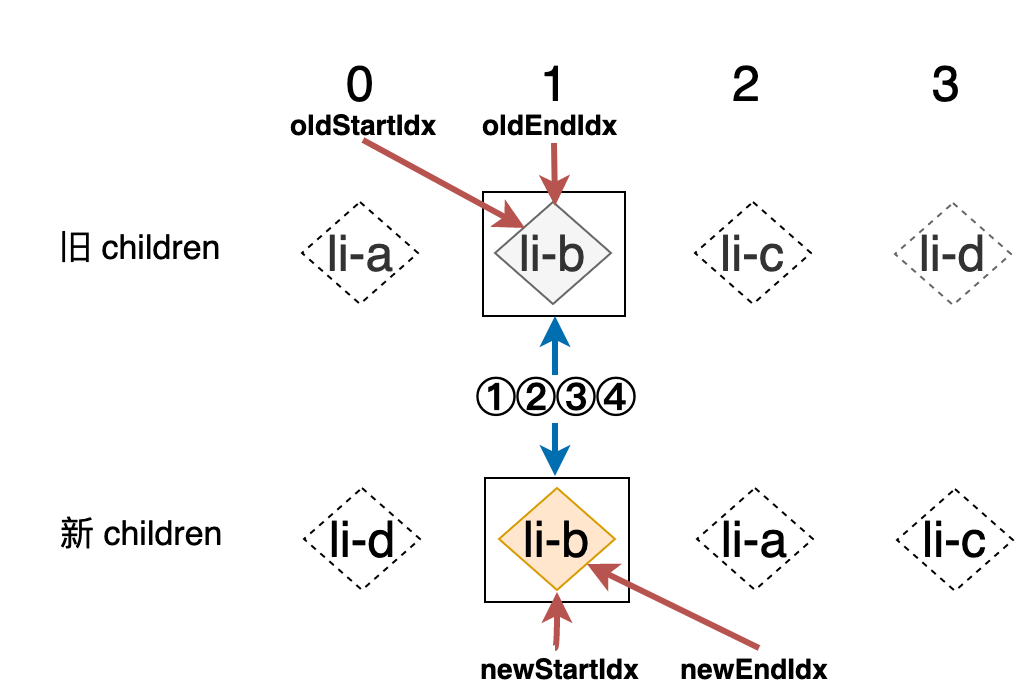 0 1 2 3
oldStartIdx oldEndIdx
旧 children li-a li-b li-c li-d
①②③④
新 children li-d li-b li-a li-c
newStartIdx newEndIdx